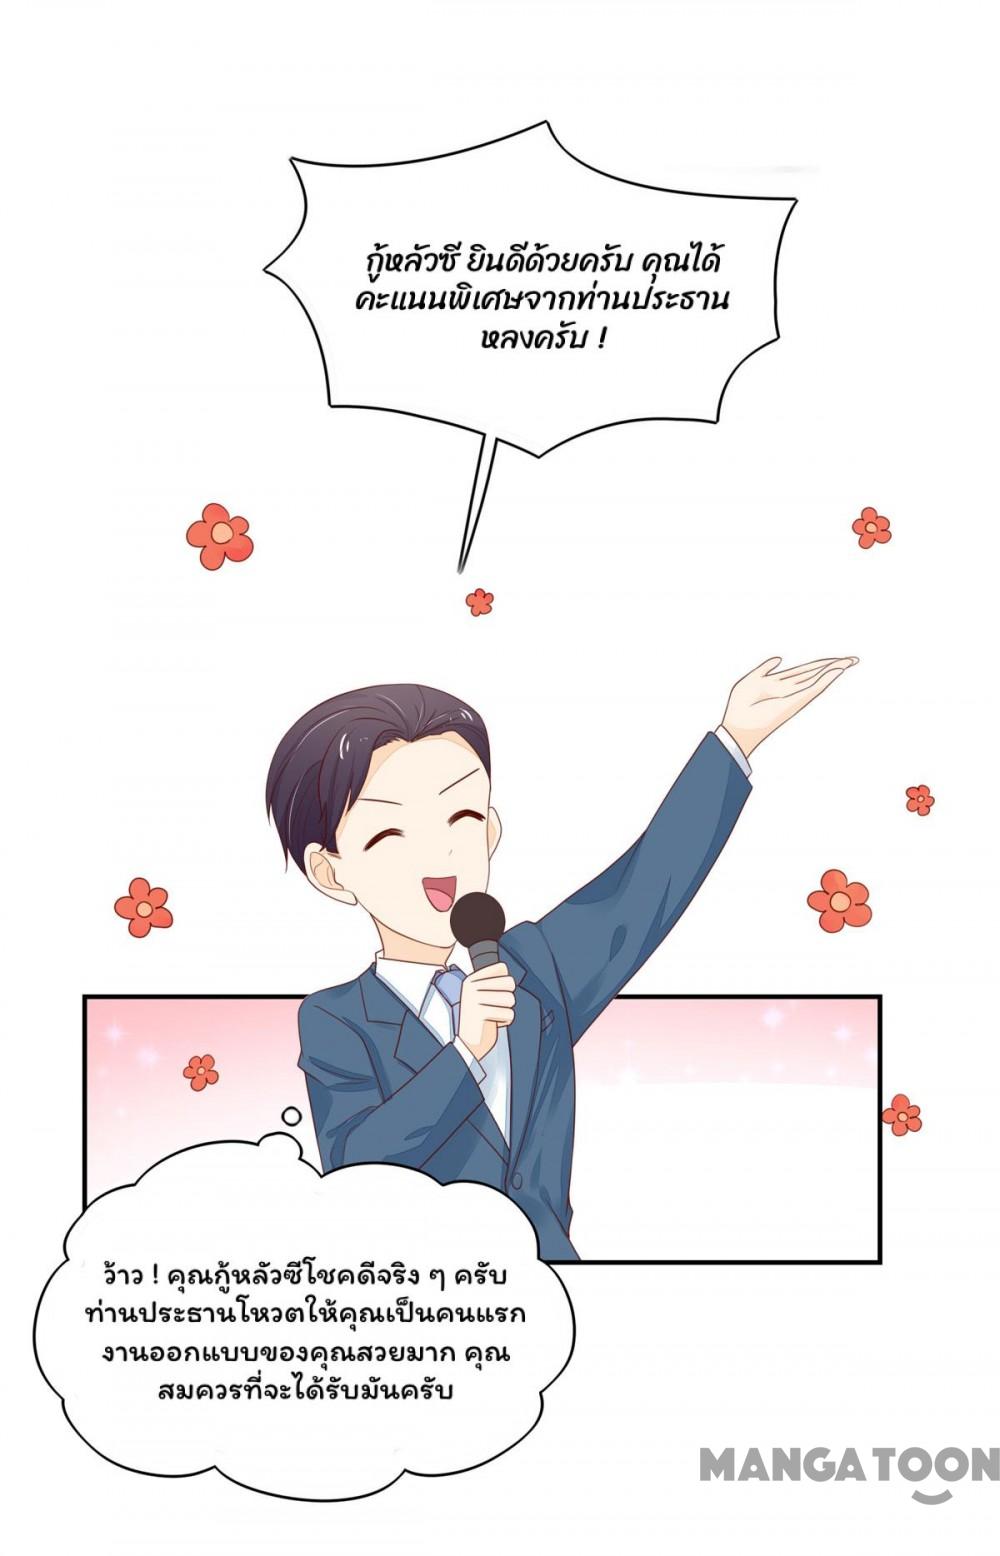 กู้หลัวซี ยินดีด้วยครับ คุณได้
คะแนนพิเศษจากท่านประธาน
หลงครับ !
ว้าว ! คุณกู้หลัวซีโชคดีจริง ๆ ครับ
ท่านประธานโหวตให้คุณเป็นคนแรก
งานออกแบบของคุณสวยมาก คุณ
สมควรที่จะได้รับมันครับ
MANGATOON